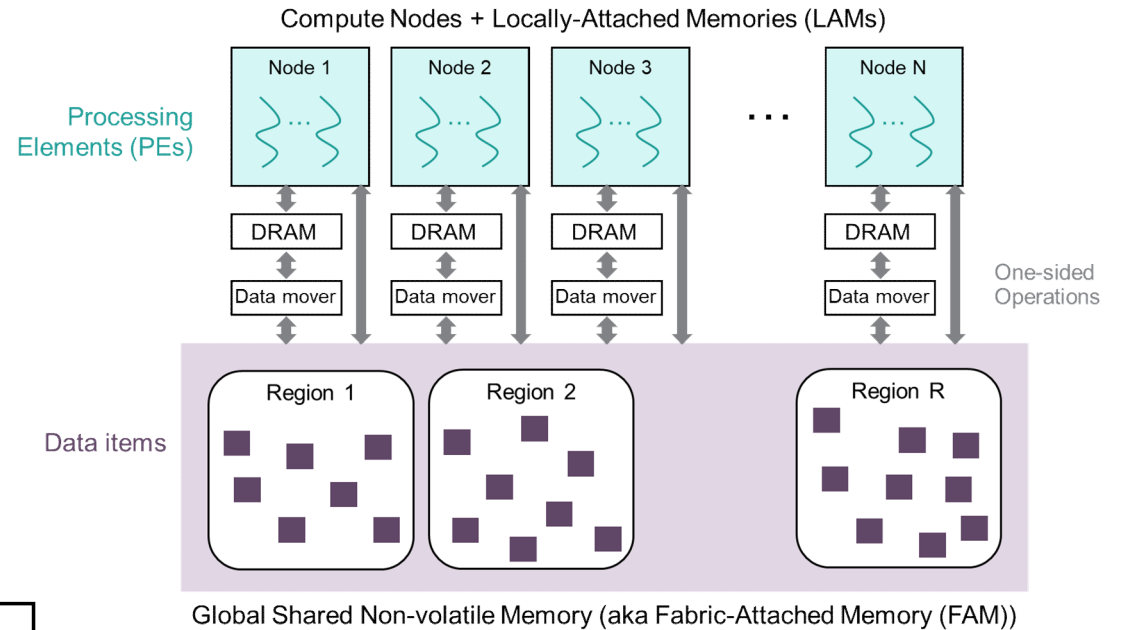 Compute Nodes + Locally-Attached Memories (LAMs)
Node 1
Node 2
Node 3
Node N
...
...
...
...
...
Processing
Elements (PEs)
DRAM
DRAM
DRAM
DRAM
Data mover
Data mover
Data mover
Data mover
One-sided
Operations
Region 1
Region 2
Region R
Data items
Global Shared Non-volatile Memory (aka Fabric-Attached Memory (FAM))